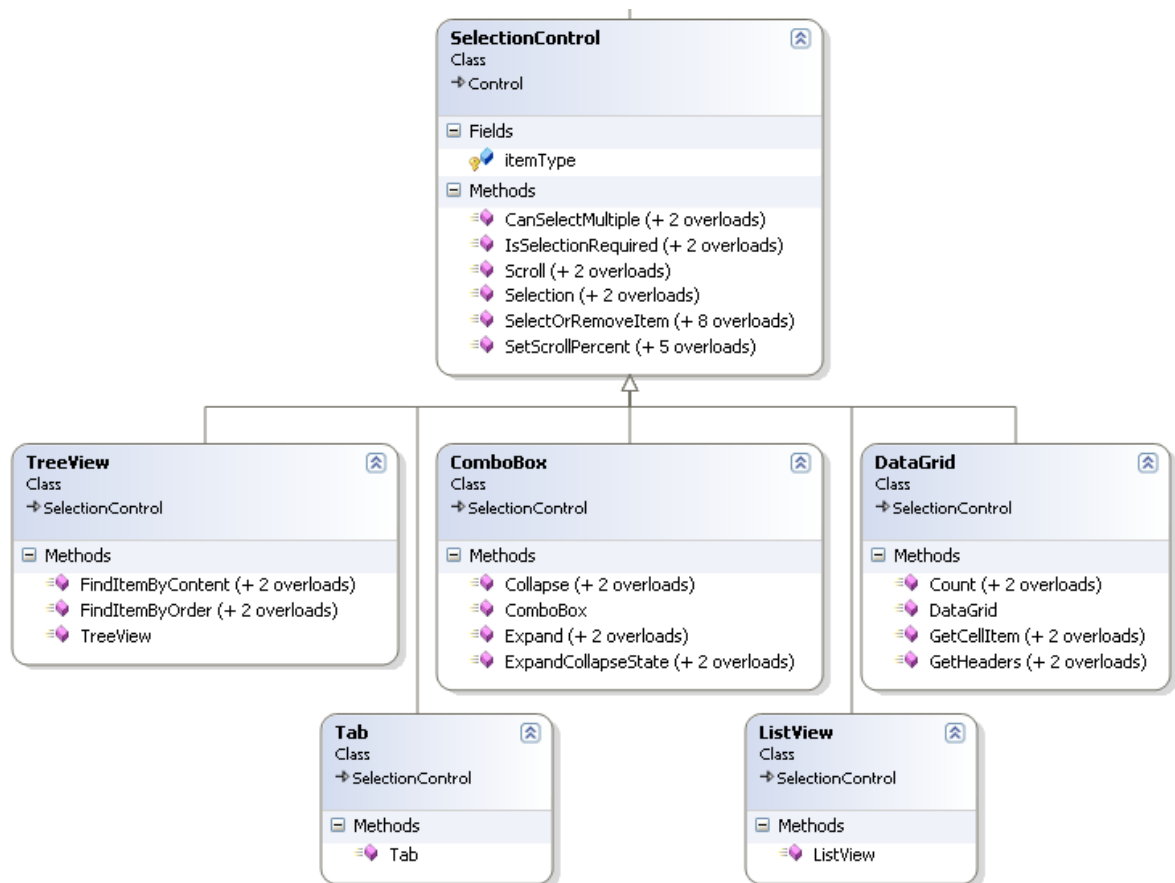 SelectionControl
Class
Control
Fields
itemType
Methods
CanSelectMultiple (+ 2 overloads)
IsSelectionRequired (+ 2 overloads)
Scroll (+ 2 overloads)
Selection (+ 2 overloads)
SelectOrRemoveItem (+ 8 overloads)
SetScrollPercent (+ 5 overloads)
TreeView
Class
SelectionControl
Methods
FindItemByContent (+ 2 overloads)
FindItemByOrder (+ 2 overloads)
TreeView
ComboBox
Class
SelectionControl
Methods
Collapse (+ 2 overloads)
ComboBox
Expand (+ 2 overloads)
ExpandCollapseState (+ 2 overloads)
DataGrid
Class
SelectionControl
Methods
Count (+ 2 overloads)
DataGrid
GetCellItem (+ 2 overloads)
GetHeaders (+ 2 overloads)
Tab
Class
SelectionControl
Methods
Tab
ListView
Class
SelectionControl
Methods
ListView